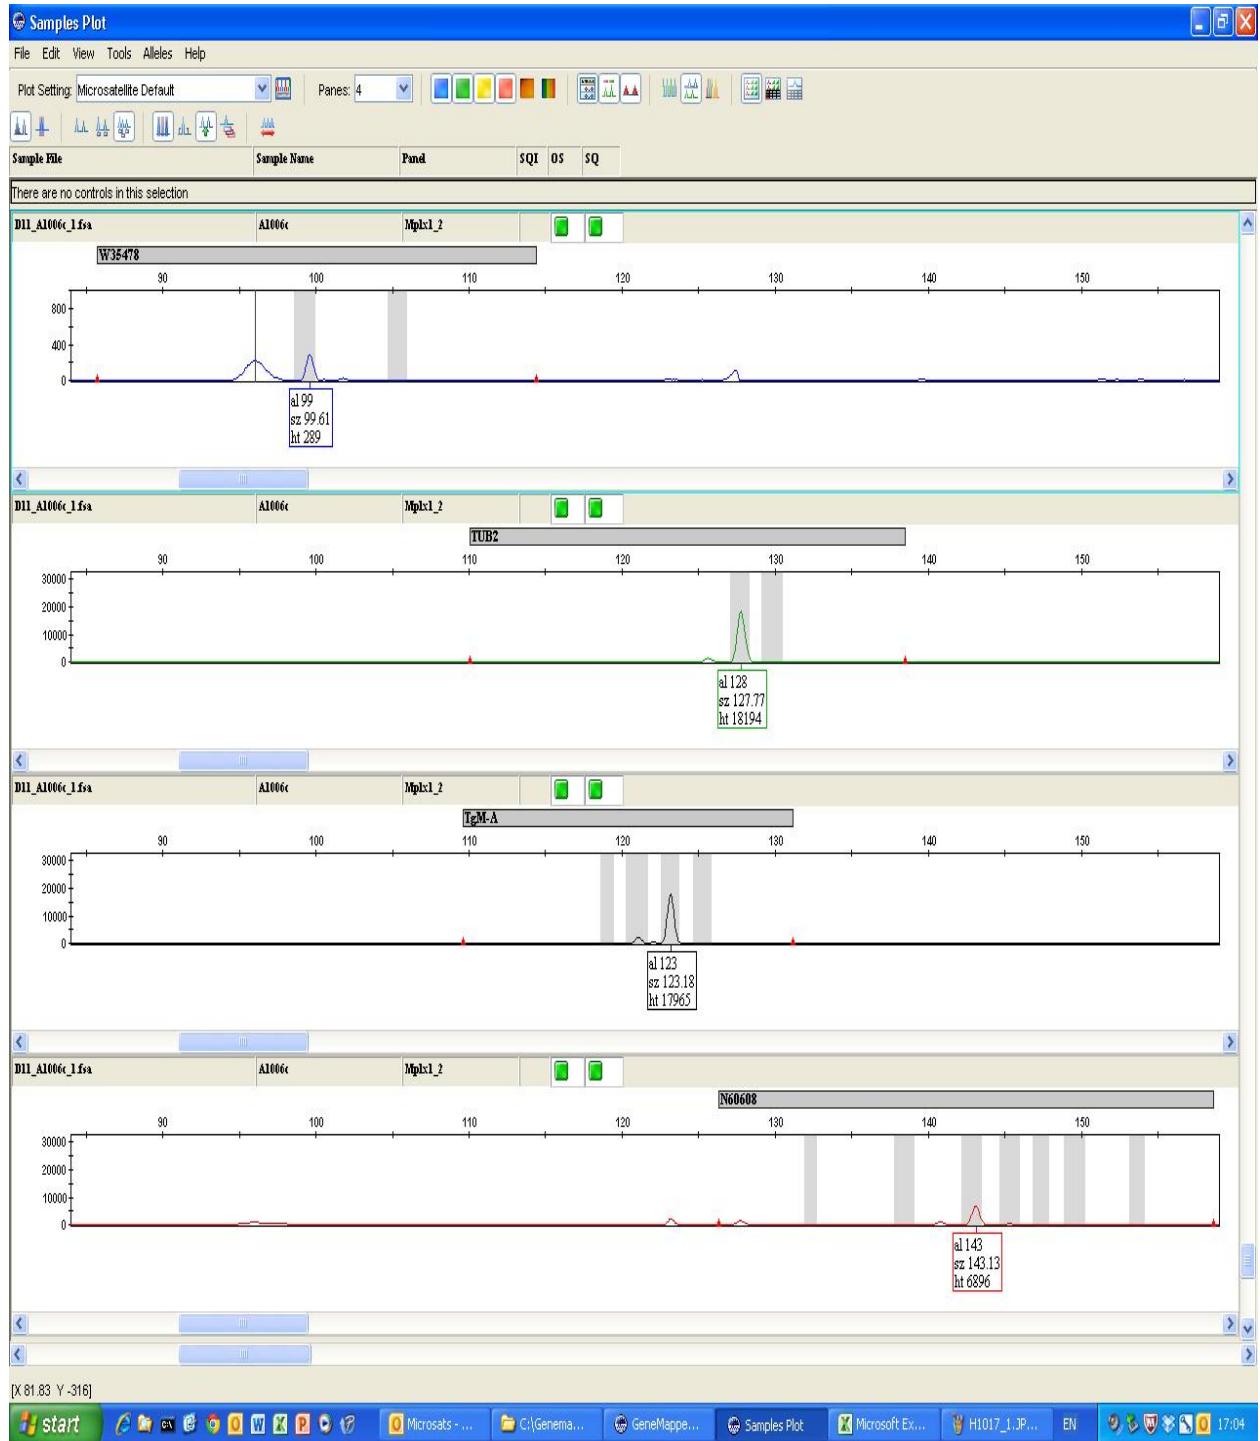 Samples Plot
File Edit View Tools Alleles Help
Plot Setting: Microsatellite Default Panes: 4
Sample File Sample Name Panel SQI OS SQ
There are no controls in this selection
D11_A1006c_1.fsa A1006c Mplx1_2
W35478
90 100 110 120 130 140 150
800
400
0
al 99
sz 99.61
ht 289
D11_A1006c_1.fsa A1006c Mplx1_2
TUB2
90 100 110 120 130 140 150
30000
20000
10000
0
al 128
sz 127.77
ht 18194
D11_A1006c_1.fsa A1006c Mplx1_2
TgM-A
90 100 110 120 130 140 150
30000
20000
10000
0
al 123
sz 123.18
ht 17965
D11_A1006c_1.fsa A1006c Mplx1_2
N60608
90 100 110 120 130 140 150
30000
20000
10000
0
al 143
sz 143.13
ht 6896
[X 81.83 Y -316]
start Microsats - ... C:\Genema... GeneMappe... Samples Plot Microsoft Ex... H1017_1.JP... EN 17:04